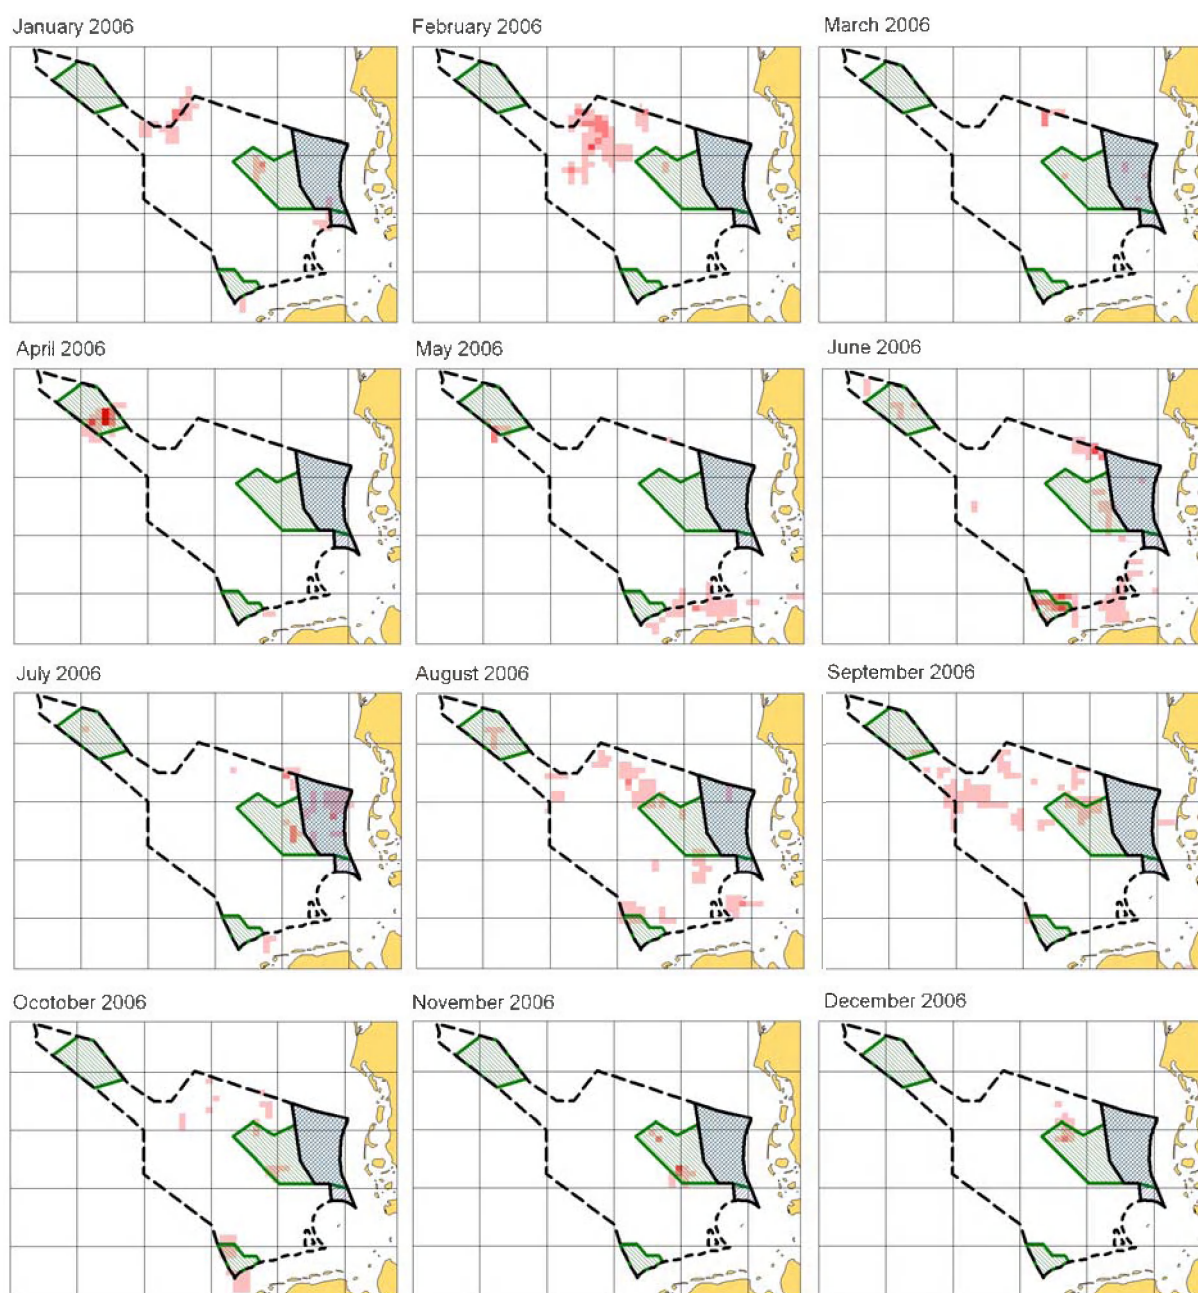 January 2006
February 2006
March 2006
April 2006
May 2006
June 2006
July 2006
August 2006
September 2006
Ocotober 2006
November 2006
December 2006